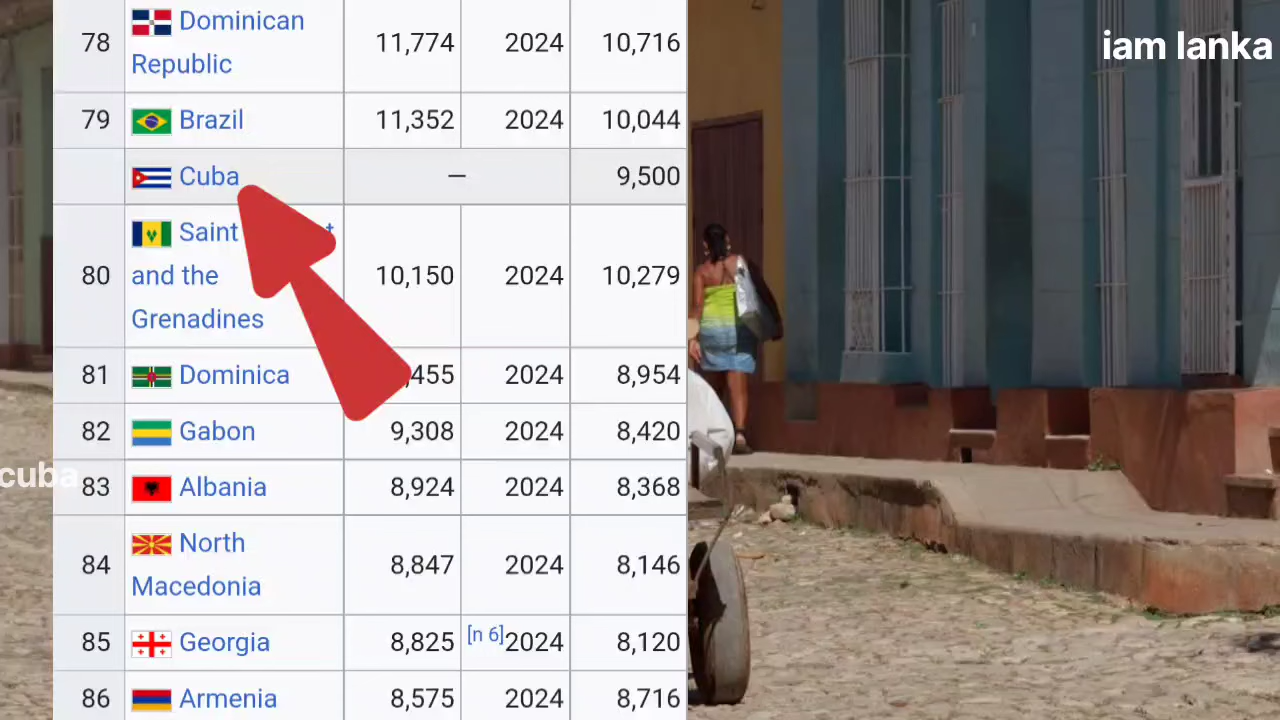 iam lanka
78 Dominican Republic 11,774 2024 10,716
79 Brazil 11,352 2024 10,044
Cuba — 9,500
80 Saint and the Grenadines 10,150 2024 10,279
81 Dominica 455 2024 8,954
82 Gabon 9,308 2024 8,420
cuba
83 Albania 8,924 2024 8,368
84 North Macedonia 8,847 2024 8,146
85 Georgia 8,825 [n 6]2024 8,120
86 Armenia 8,575 2024 8,716